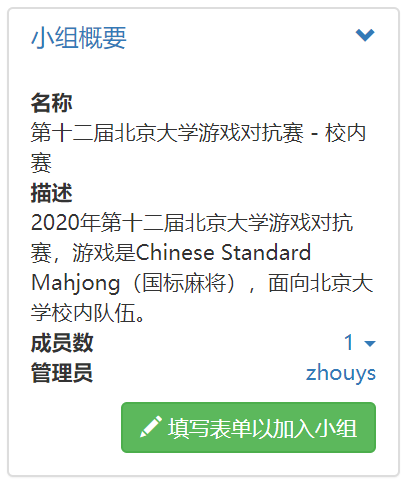 小组概要
名称
第十二届北京大学游戏对抗赛 - 校内
赛
描述
2020年第十二届北京大学游戏对抗
赛，游戏是Chinese Standard
Mahjong（国标麻将），面向北京大
学校内队伍。
成员数 1
管理员 zhouys
填写表单以加入小组